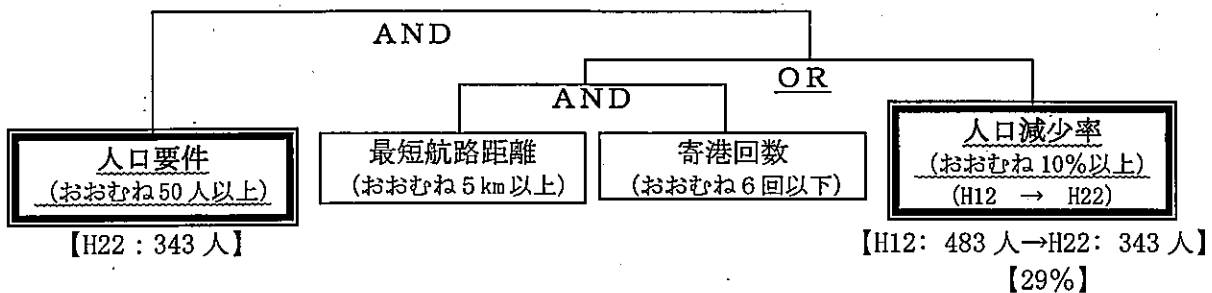 AND
OR
AND
人口要件
(おおむね50人以上)
最短航路距離
(おおむね5km以上)
寄港回数
(おおむね6回以下)
人口減少率
(おおむね10%以上)
(H12 → H22)
【H22：343人】
【H12: 483人→H22: 343人】
【29%】